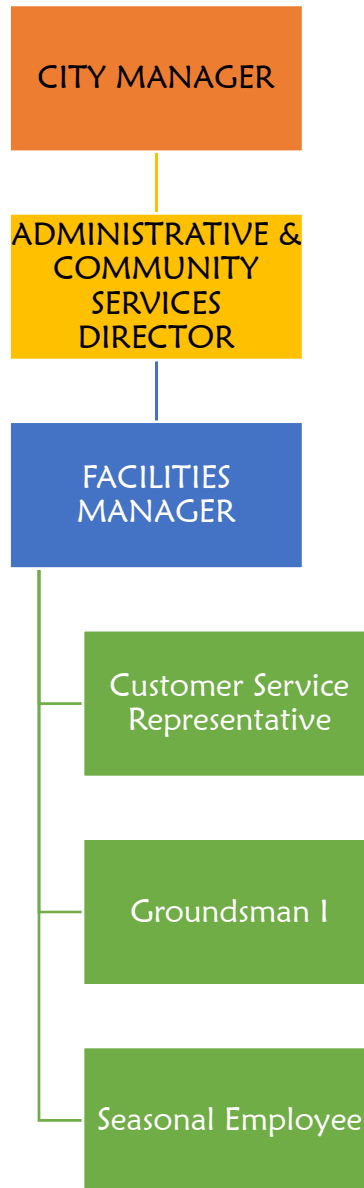 CITY MANAGER
ADMINISTRATIVE &
COMMUNITY
SERVICES
DIRECTOR
FACILITIES
MANAGER
Customer Service
Representative
Groundsman I
Seasonal Employee